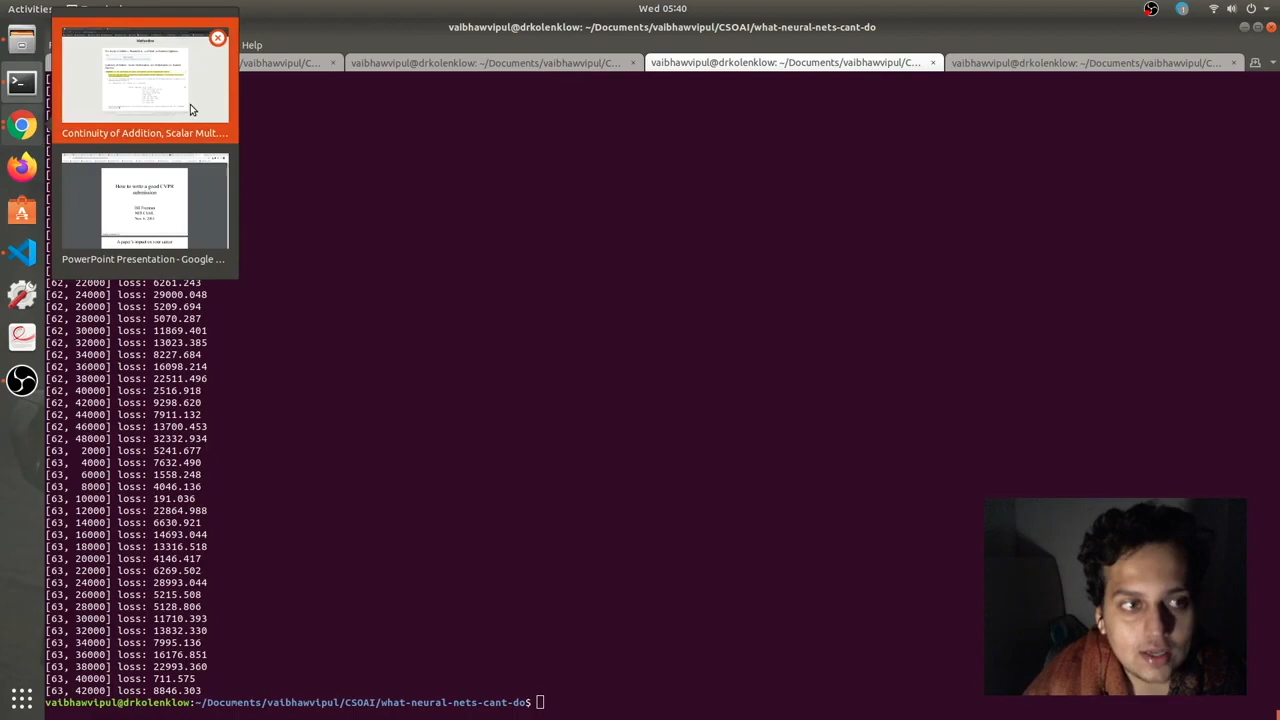 Activities
Wed 05:40
vaibhawvipul@drkolenklow: ~/Documents/vaibhawvipul/CSOAI/
Help
vaibhawvipul@drkolenklow: ~/Documents/vaibhawvipul/C...
vaibhawvipul@drkolenklow: ~/Documents/vaibhawvipul/CSOAI/...
Continuity of Addition, Scalar Mult....
How to write a good CVPR
submission
Bill Freeman
MIT CSAIL
A paper's impact on your career
PowerPoint Presentation - Google ...
[62, 22000] loss: 6261.243
[62, 24000] loss: 29000.048
[62, 26000] loss: 5209.694
[62, 28000] loss: 5070.287
[62, 30000] loss: 11869.401
[62, 32000] loss: 13023.385
[62, 34000] loss: 8227.684
[62, 36000] loss: 16098.214
[62, 38000] loss: 22511.496
[62, 40000] loss: 2516.918
[62, 42000] loss: 9298.620
[62, 44000] loss: 7911.132
[62, 46000] loss: 13700.453
[62, 48000] loss: 32332.934
[63,  2000] loss: 5241.677
[63,  4000] loss: 7632.490
[63,  6000] loss: 1558.248
[63,  8000] loss: 4046.136
[63, 10000] loss: 191.036
[63, 12000] loss: 22864.988
[63, 14000] loss: 6630.921
[63, 16000] loss: 14693.044
[63, 18000] loss: 13316.518
[63, 20000] loss: 4146.417
[63, 22000] loss: 6269.502
[63, 24000] loss: 28993.044
[63, 26000] loss: 5215.508
[63, 28000] loss: 5128.806
[63, 30000] loss: 11710.393
[63, 32000] loss: 13832.330
[63, 34000] loss: 7995.136
[63, 36000] loss: 16176.851
[63, 38000] loss: 22993.360
[63, 40000] loss: 711.575
[63, 42000] loss: 8846.303
vaibhawvipul@drkolenklow:~/Documents/vaibhawvipul/CSOAI/what-neural-nets-cant-do$